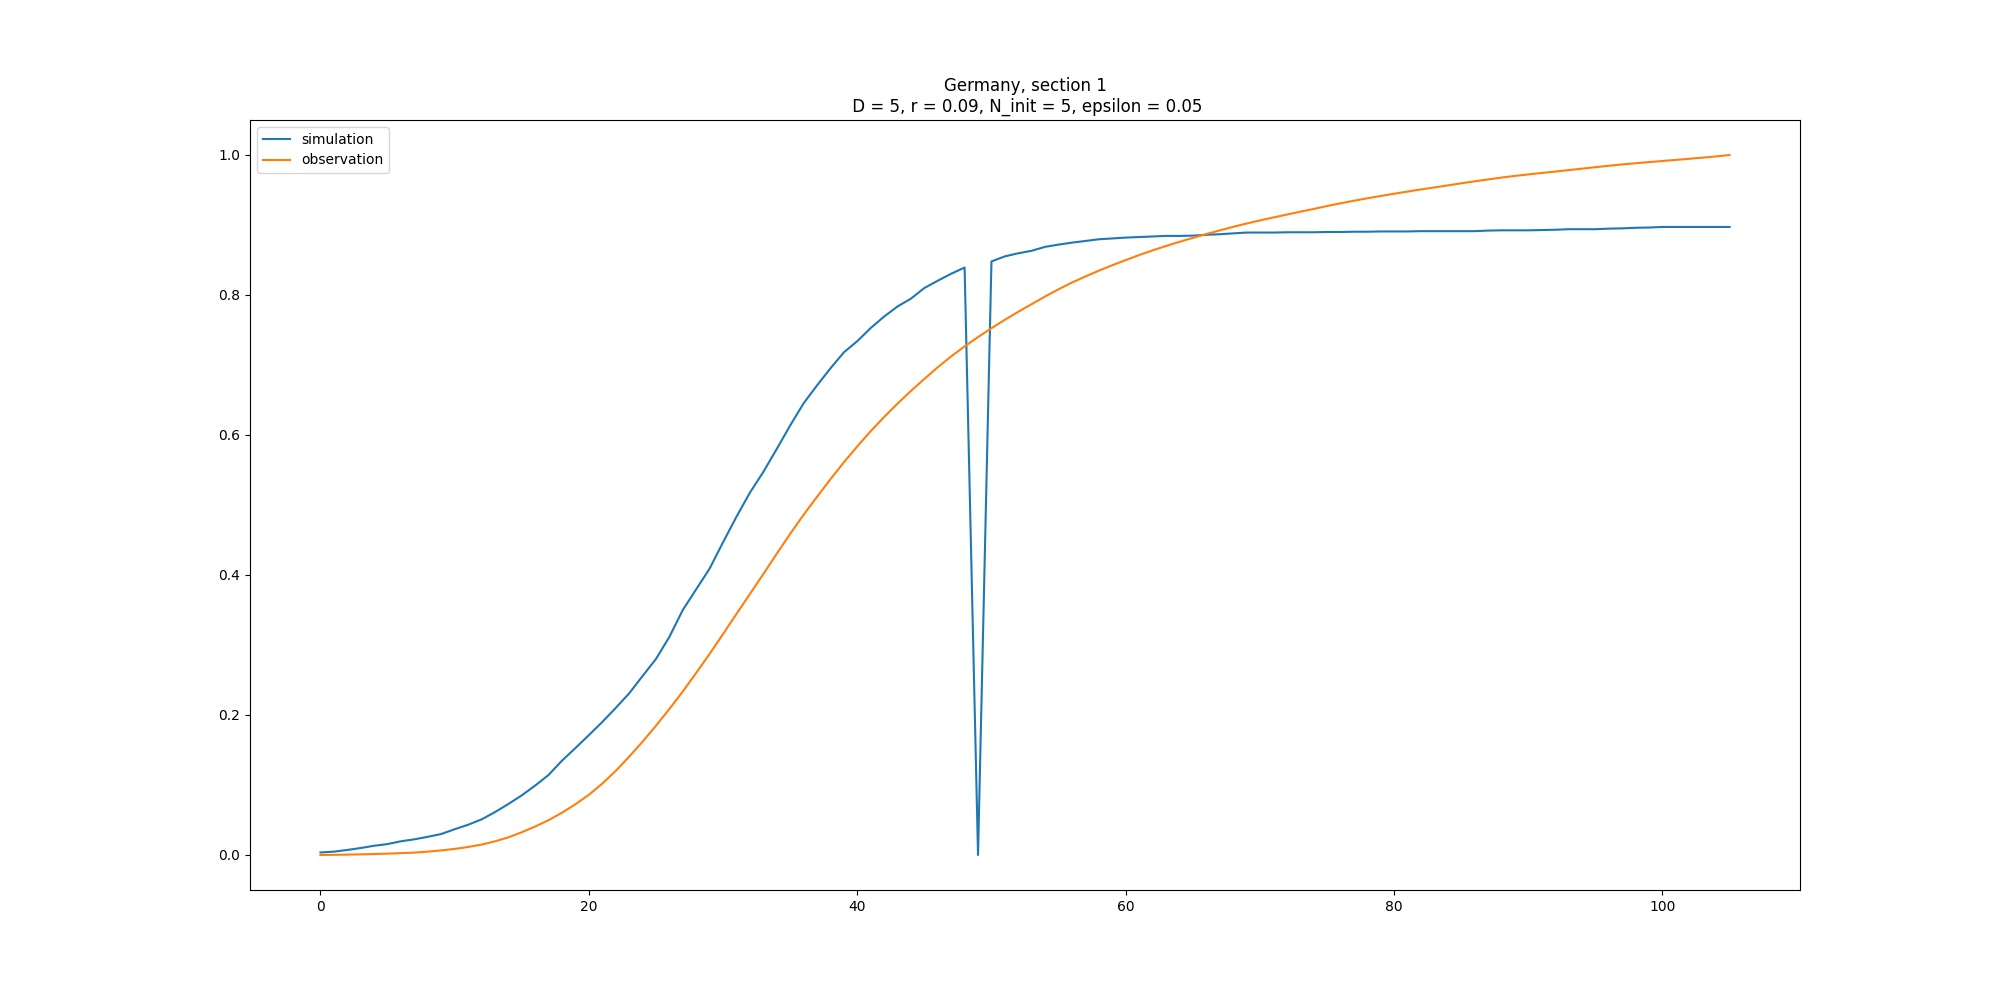 Germany, section 1
D = 5, r = 0.09, N_init = 5, epsilon = 0.05
simulation
observation
1.0
0.8
0.6
0.4
0.2
0.0
0 20 40 60 80 100